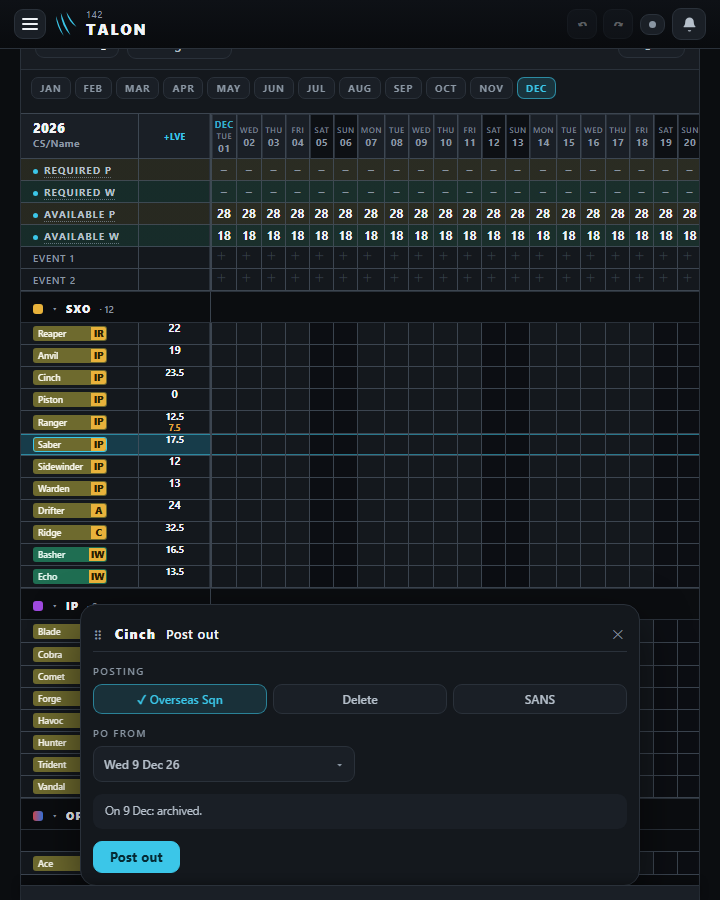 142
TALON
JAN FEB MAR APR MAY JUN JUL AUG SEP OCT NOV DEC
2026
CS/Name
+LVE
DEC
TUE WED THU FRI SAT SUN MON TUE WED THU FRI SAT SUN MON TUE WED THU FRI SAT SUN
01 02 03 04 05 06 07 08 09 10 11 12 13 14 15 16 17 18 19 20
REQUIRED P – – – – – – – – – – – – – – – – – – – –
REQUIRED W – – – – – – – – – – – – – – – – – – – –
AVAILABLE P 28 28 28 28 28 28 28 28 28 28 28 28 28 28 28 28 28 28 28 28
AVAILABLE W 18 18 18 18 18 18 18 18 18 18 18 18 18 18 18 18 18 18 18 18
EVENT 1 + + + + + + + + + + + + + + + + + + + +
EVENT 2 + + + + + + + + + + + + + + + + + + + +
SXO · 12
Reaper IR 22
Anvil IP 19
Cinch IP 23.5
Piston IP 0
Ranger IP 12.5
7.5
Saber IP 17.5
Sidewinder IP 12
Warden IP 13
Drifter A 24
Ridge C 32.5
Basher IW 16.5
Echo IW 13.5
IP
Blade
Cobra
Comet
Forge
Havoc
Hunter
Trident
Vandal
Ace
Cinch Post out
POSTING
✓ Overseas Sqn Delete SANS
PO FROM
Wed 9 Dec 26
On 9 Dec: archived.
Post out